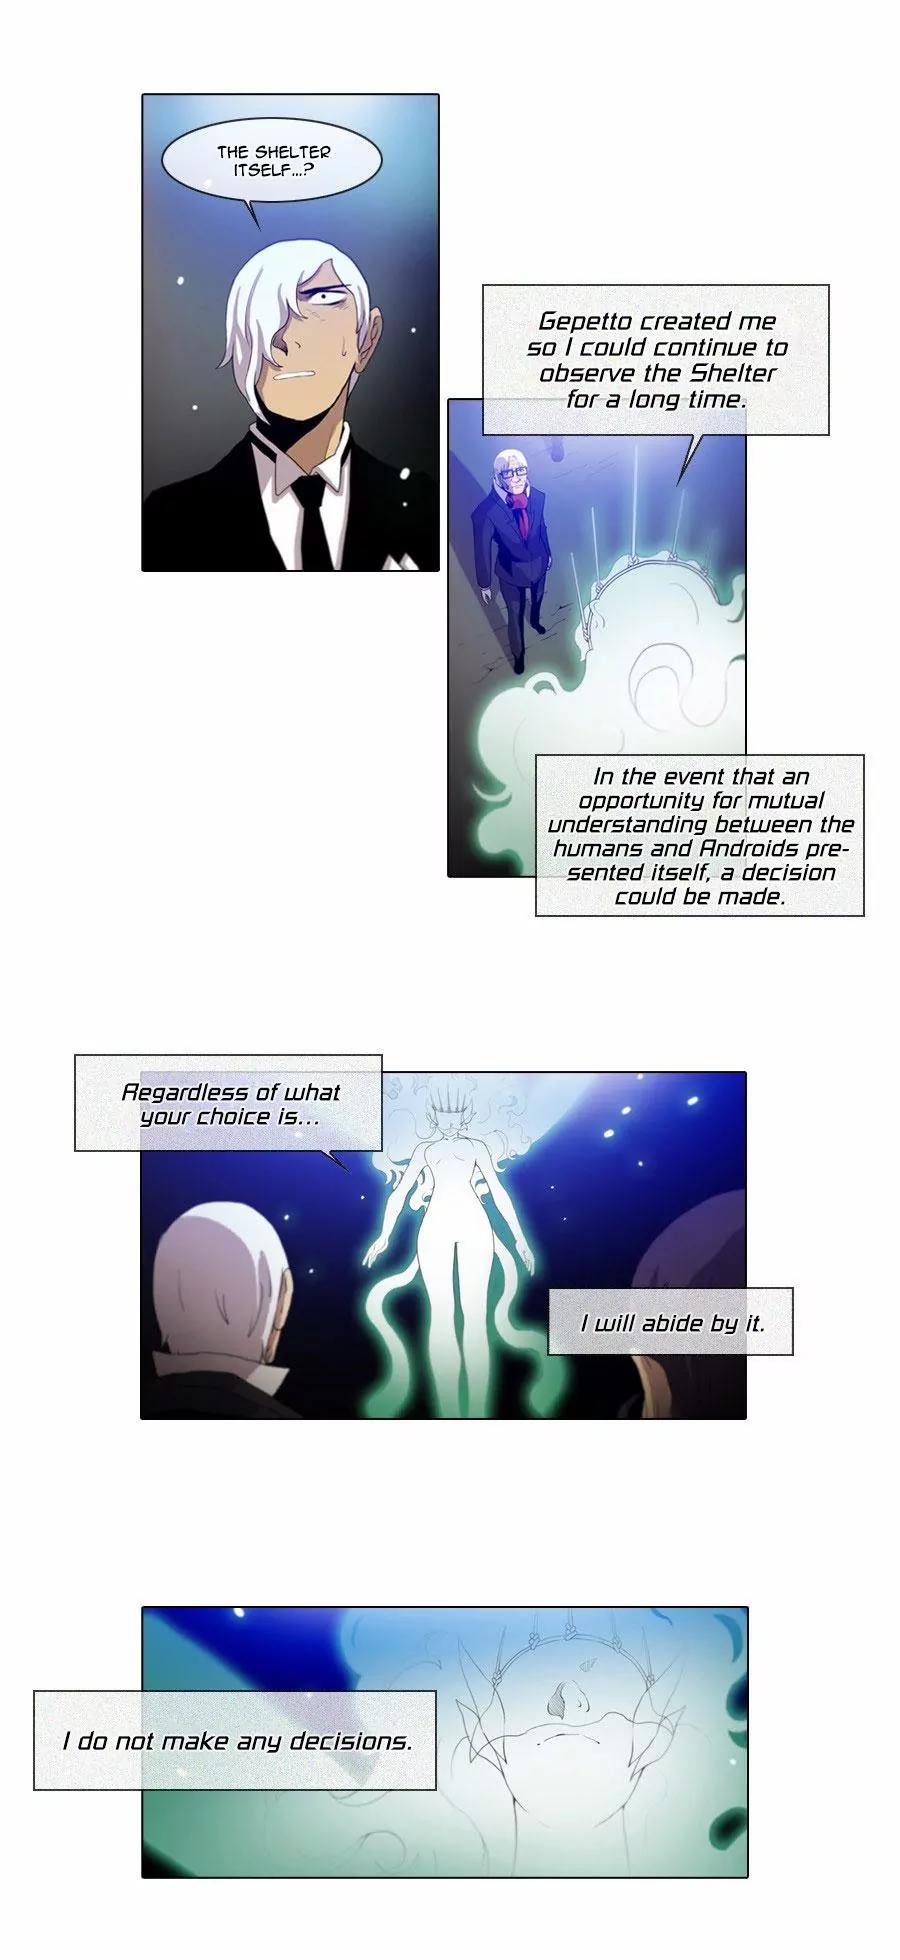 THE SHELTER
ITSELF...?
Gepetto created me
so I could continue to
observe the Shelter
for a long time.
In the event that an
opportunity for mutual
understanding between the
humans and Androids pre-
sented itself, a decision
could be made.
Regardless of what
your choice is...
I will abide by it.
I do not make any decisions.